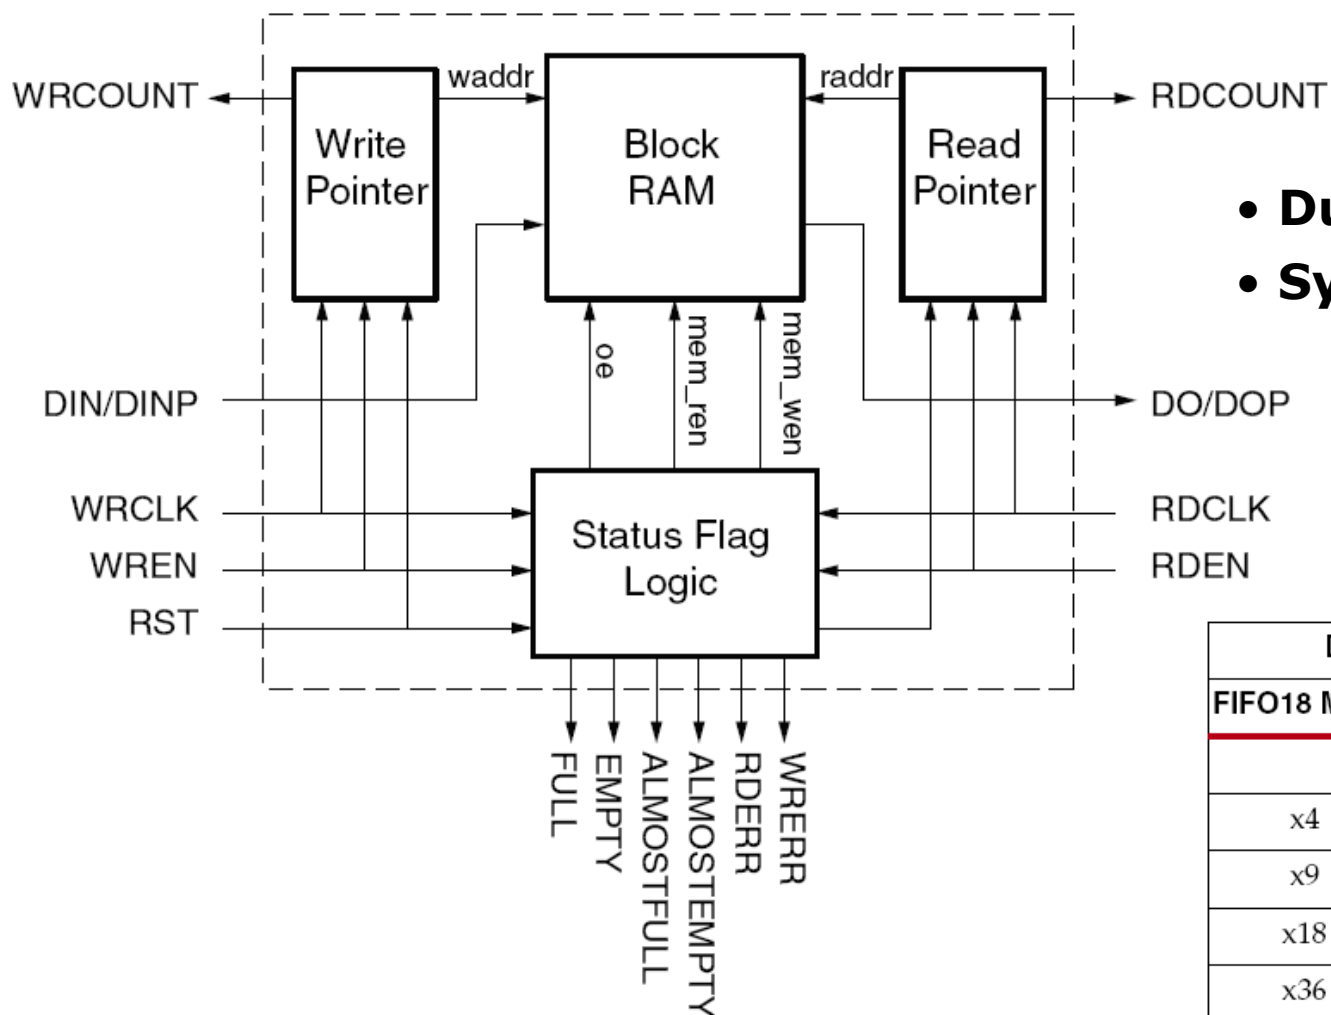 WRCOUNT
waddr
raddr
RDCOUNT
Write
Pointer
Block
RAM
Read
Pointer
oe
mem_ren
mem_wen
DIN/DINP
DO/DOP
WRCLK
WREN
RST
Status Flag
Logic
RDCLK
RDEN
FULL
EMPTY
ALMOSTFULL
ALMOSTEMPTY
RDERR
WRERR
FIFO18
x4
x9
x18
x36